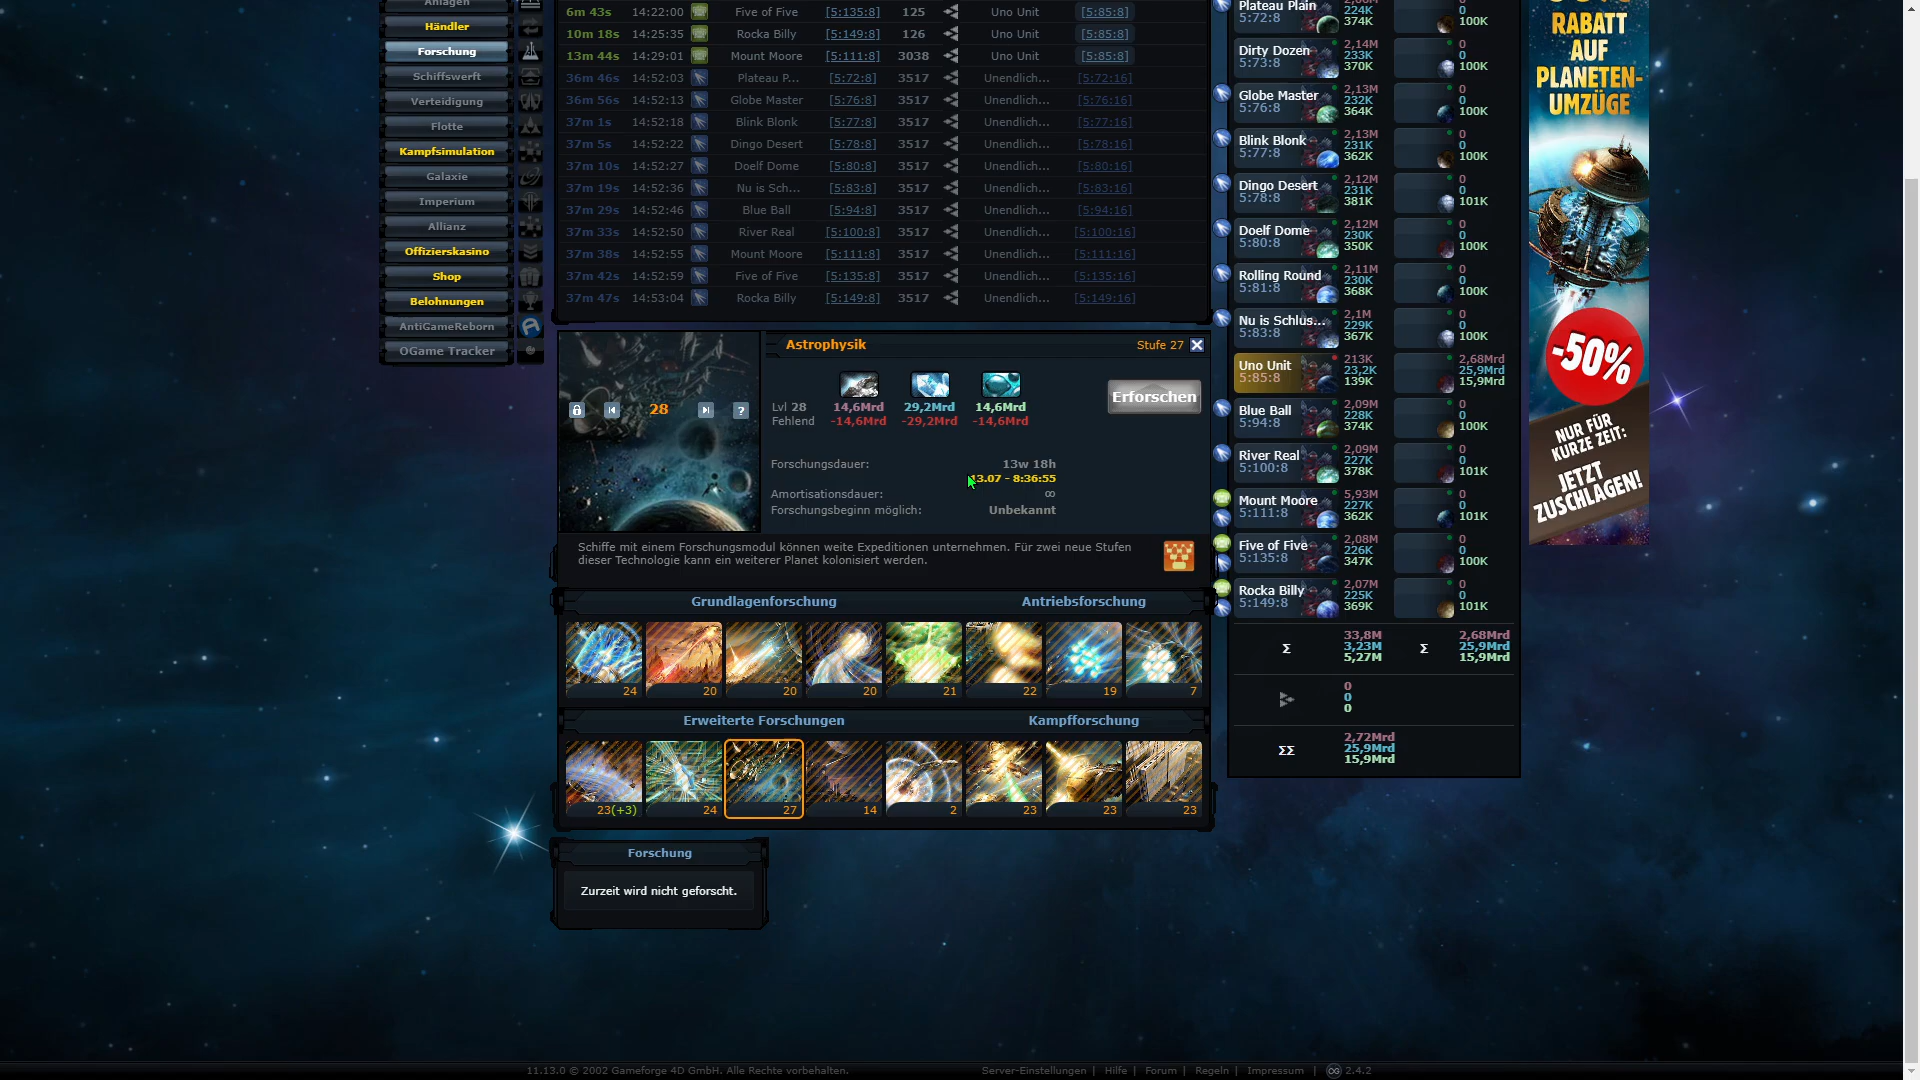 Anlagen
Händler
Forschung
Schiffswerft
Verteidigung
Flotte
Kampfsimulation
Galaxie
Imperium
Allianz
Offizierskasino
Shop
Belohnungen
AntiGameReborn
OGame Tracker
6m 43s 14:22:00 Five of Five [5:135:8] 125 Uno Unit [5:85:8]
10m 18s 14:25:35 Rocka Billy [5:149:8] 126 Uno Unit [5:85:8]
13m 44s 14:29:01 Mount Moore [5:111:8] 3038 Uno Unit [5:85:8]
36m 46s 14:52:03 Plateau P... [5:72:8] 3517 Unendlich... [5:72:16]
36m 56s 14:52:13 Globe Master [5:76:8] 3517 Unendlich... [5:76:16]
37m 1s 14:52:18 Blink Blonk [5:77:8] 3517 Unendlich... [5:77:16]
37m 5s 14:52:22 Dingo Desert [5:78:8] 3517 Unendlich... [5:78:16]
37m 10s 14:52:27 Doelf Dome [5:80:8] 3517 Unendlich... [5:80:16]
37m 19s 14:52:36 Nu is Sch... [5:83:8] 3517 Unendlich... [5:83:16]
37m 29s 14:52:46 Blue Ball [5:94:8] 3517 Unendlich... [5:94:16]
37m 33s 14:52:50 River Real [5:100:8] 3517 Unendlich... [5:100:16]
37m 38s 14:52:55 Mount Moore [5:111:8] 3517 Unendlich... [5:111:16]
37m 42s 14:52:59 Five of Five [5:135:8] 3517 Unendlich... [5:135:16]
37m 47s 14:53:04 Rocka Billy [5:149:8] 3517 Unendlich... [5:149:16]
Astrophysik Stufe 27
28
?
Lvl 28 14,6Mrd 29,2Mrd 14,6Mrd
Fehlend -14,6Mrd -29,2Mrd -14,6Mrd
Erforschen
Forschungsdauer: 13w 18h
13.07 - 8:36:55
Amortisationsdauer: ∞
Forschungsbeginn möglich: Unbekannt
Schiffe mit einem Forschungsmodul können weite Expeditionen unternehmen. Für zwei neue Stufen
dieser Technologie kann ein weiterer Planet kolonisiert werden.
Grundlagenforschung Antriebsforschung
24 20 20 20 21 22 19 7
Erweiterte Forschungen Kampfforschung
23(+3) 24 27 14 2 23 23 23
Forschung
Zurzeit wird nicht geforscht.
Plateau Plain
5:72:8
224K 0
374K 100K
Dirty Dozen 2,14M 0
5:73:8 233K 0
370K 100K
Globe Master 2,13M 0
5:76:8 232K 0
364K 100K
Blink Blonk 2,13M 0
5:77:8 231K 0
362K 100K
Dingo Desert 2,12M 0
5:78:8 231K 0
381K 101K
Doelf Dome 2,12M 0
5:80:8 230K 0
350K 100K
Rolling Round 2,11M 0
5:81:8 230K 0
368K 100K
Nu is Schlus... 2,1M 0
5:83:8 229K 0
367K 100K
Uno Unit 213K 2,68Mrd
5:85:8 23,2K 25,9Mrd
139K 15,9Mrd
Blue Ball 2,09M 0
5:94:8 228K 0
374K 100K
River Real 2,09M 0
5:100:8 227K 0
378K 101K
Mount Moore 5,93M 0
5:111:8 227K 0
362K 101K
Five of Five 2,08M 0
5:135:8 226K 0
347K 100K
Rocka Billy 2,07M 0
5:149:8 225K 0
369K 101K
Σ 33,8M Σ 2,68Mrd
3,23M 25,9Mrd
5,27M 15,9Mrd
0
0
0
ΣΣ 2,72Mrd
25,9Mrd
15,9Mrd
RABATT
AUF
PLANETEN-
UMZÜGE
-50%
NUR FÜR
KURZE ZEIT:
JETZT
ZUSCHLAGEN!
11.13.0 © 2002 Gameforge 4D GmbH. Alle Rechte vorbehalten.
Server-Einstellungen | Hilfe | Forum | Regeln | Impressum | OG 2.4.2